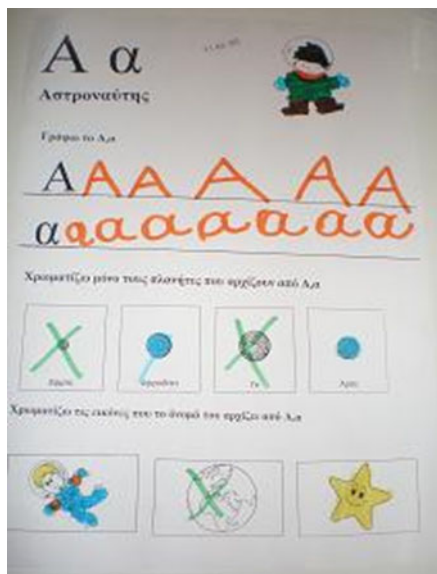 Α α
Αστροναύτης
Γράφω το Α,α
Α Α Α Α Α Α
α α α α α α α α
Χρωματίζω μόνο τους πλανήτες που αρχίζουν από Α,α
Αφροδίτη Γη Άρης
Χρωματίζω τις εικόνες που το όνομά του αρχίζει από Α,α